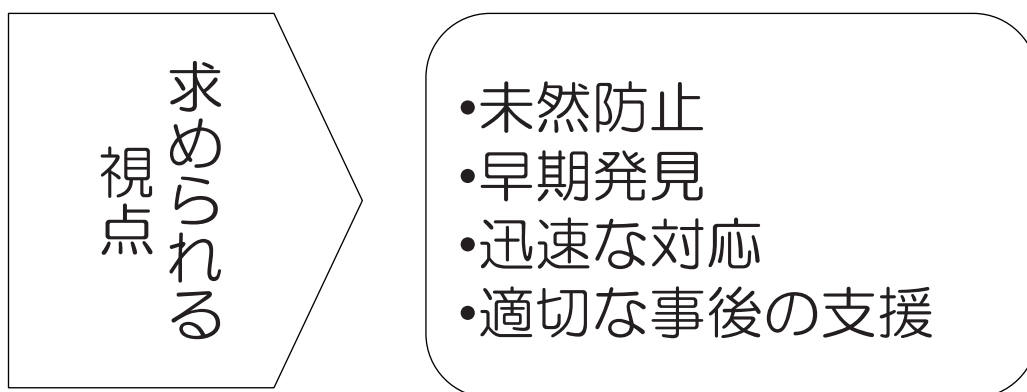 求められる
視点
•未然防止
•早期発見
•迅速な対応
•適切な事後の支援